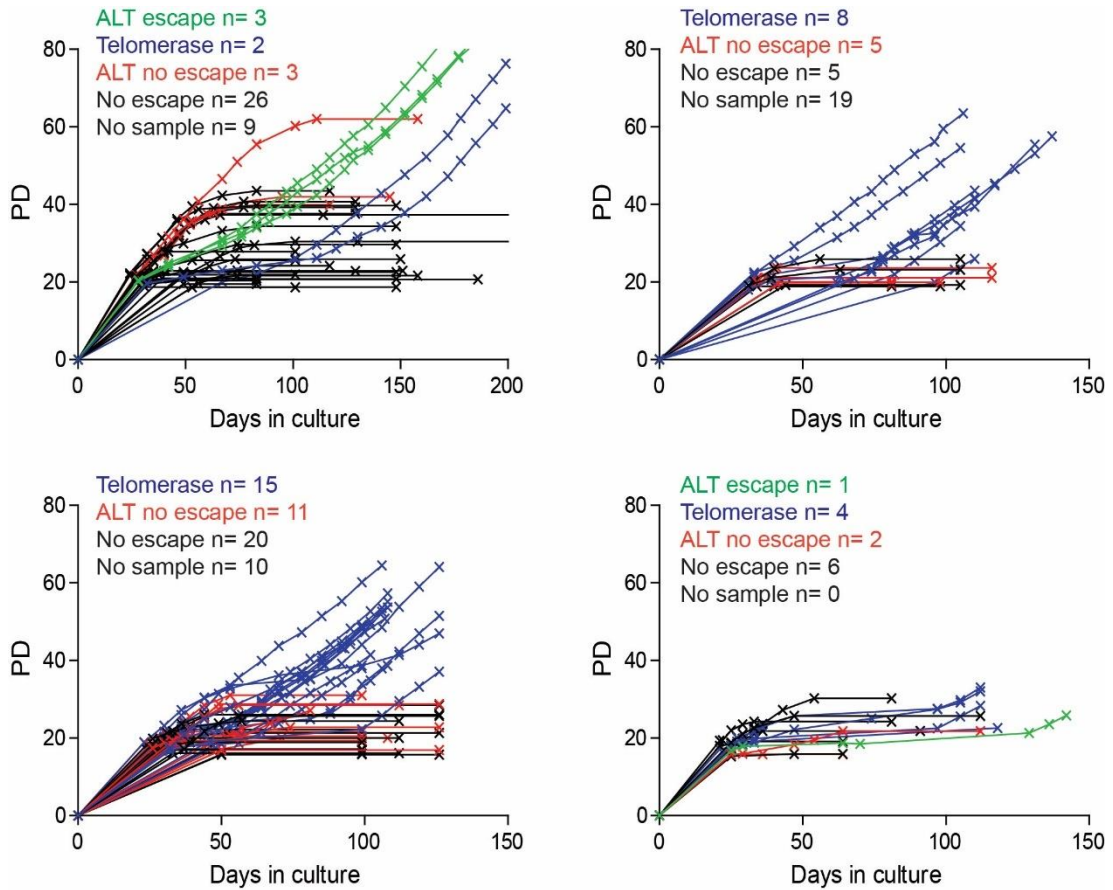 ALT escape n= 3
Telomerase n= 2
ALT no escape n= 3
No escape n= 26
No sample n= 9
80
60
40
20
0
PD
0 50 100 150 200
Days in culture
Telomerase n= 8
ALT no escape n= 5
No escape n= 5
No sample n= 19
80
60
40
20
0
PD
0 50 100 150
Days in culture
Telomerase n= 15
ALT no escape n= 11
No escape n= 20
No sample n= 10
80
60
40
20
0
PD
0 50 100 150
Days in culture
ALT escape n= 1
Telomerase n= 4
ALT no escape n= 2
No escape n= 6
No sample n= 0
80
60
40
20
0
PD
0 50 100 150
Days in culture